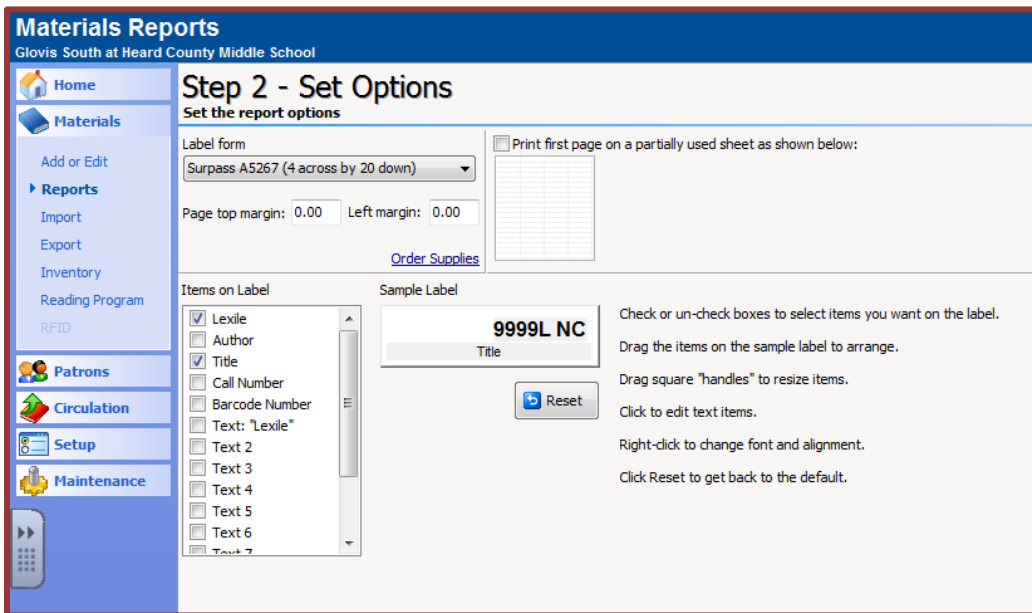 Materials Reports
Glovis South at Heard County Middle School
Home
Materials
Add or Edit
Reports
Import
Export
Inventory
Reading Program
RFID
Patrons
Circulation
Setup
Maintenance
Step 2 - Set Options
Set the report options
Label form
Surpass A5267 (4 across by 20 down)
Page top margin: 0.00 Left margin: 0.00
Order Supplies
Print first page on a partially used sheet as shown below:
Items on Label
Lexile
Author
Title
Call Number
Barcode Number
Text: "Lexile"
Text 2
Text 3
Text 4
Text 5
Text 6
Text 7
Sample Label
9999L NC
Title
Reset
Check or un-check boxes to select items you want on the label.
Drag the items on the sample label to arrange.
Drag square "handles" to resize items.
Click to edit text items.
Right-click to change font and alignment.
Click Reset to get back to the default.